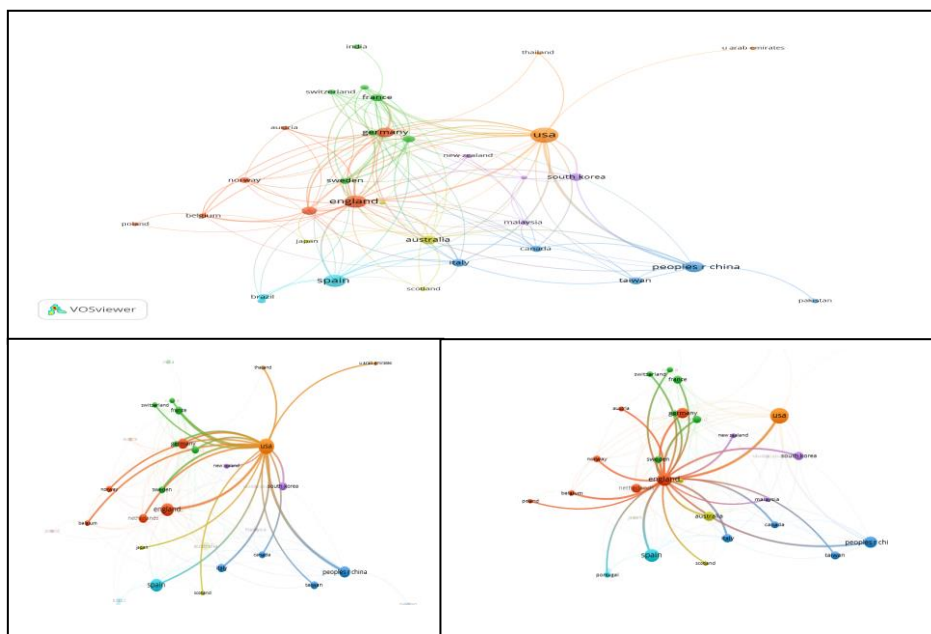 india
thailand
u arab emirates
switzerland
france
austria
germany
usa
new zealand
norway
sweden
south korea
england
belgium
malaysia
poland
japan
australia
canada
italy
peoples r china
spain
taiwan
brazil
scotland
pakistan
VOSviewer
thailand
u arab emirates
switzerland
france
germany
usa
new zealand
norway
sweden
south korea
belgium
netherlands
england
japan
canada
italy
peoples r china
spain
taiwan
scotland
switzerland
france
austria
germany
usa
new zealand
norway
sweden
south korea
england
belgium
netherlands
poland
malaysia
australia
canada
italy
peoples r chi
spain
taiwan
portugal
scotland